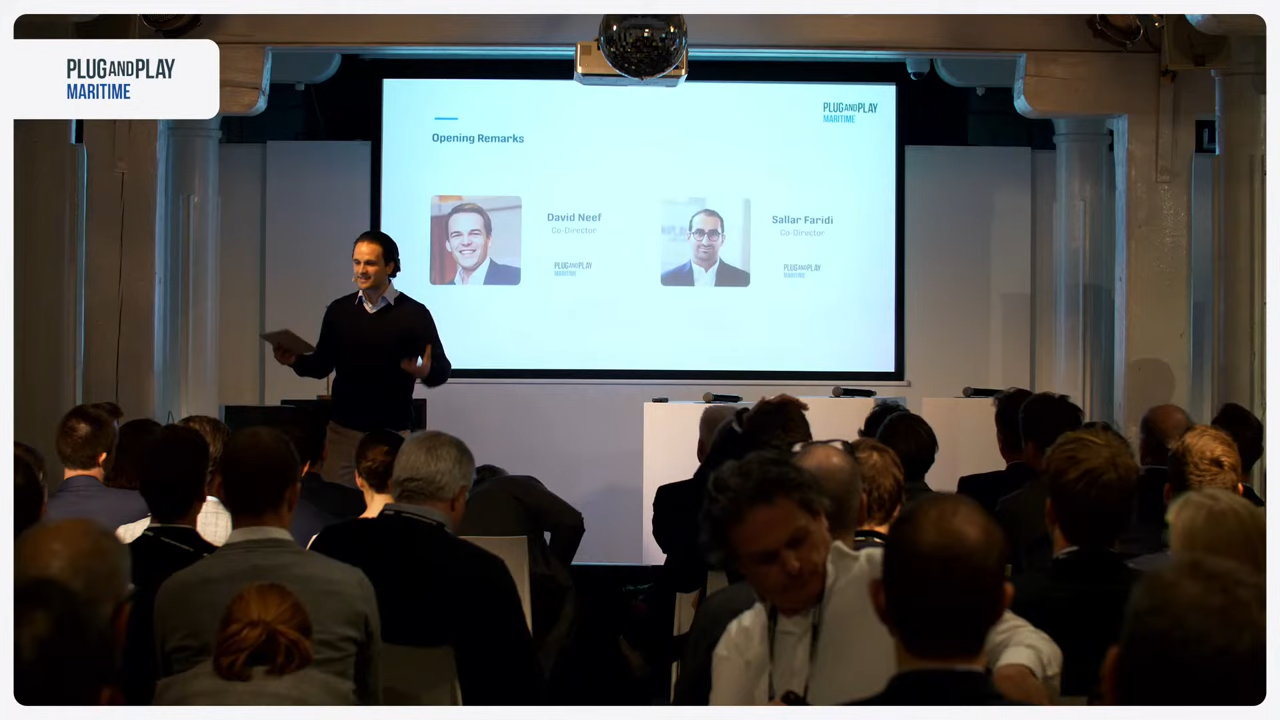 PLUGANDPLAY
MARITIME
PLUGANDPLAY
MARITIME
Opening Remarks
David Neef
Co-Director
PLUGANDPLAY
MARITIME
Sallar Faridi
Co-Director
PLUGANDPLAY
MARITIME